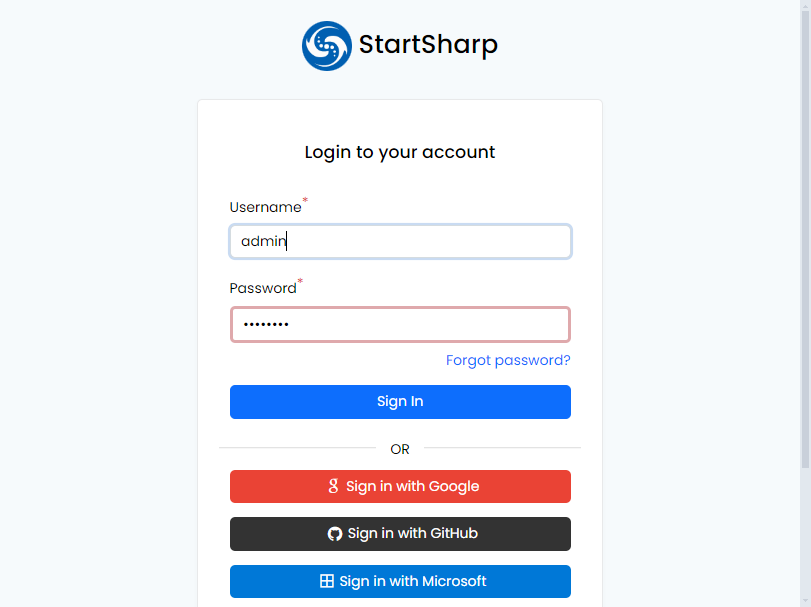 StartSharp
Login to your account
Username*
admin
Password*
••••••••
Forgot password?
Sign In
OR
Sign in with Google
Sign in with GitHub
Sign in with Microsoft